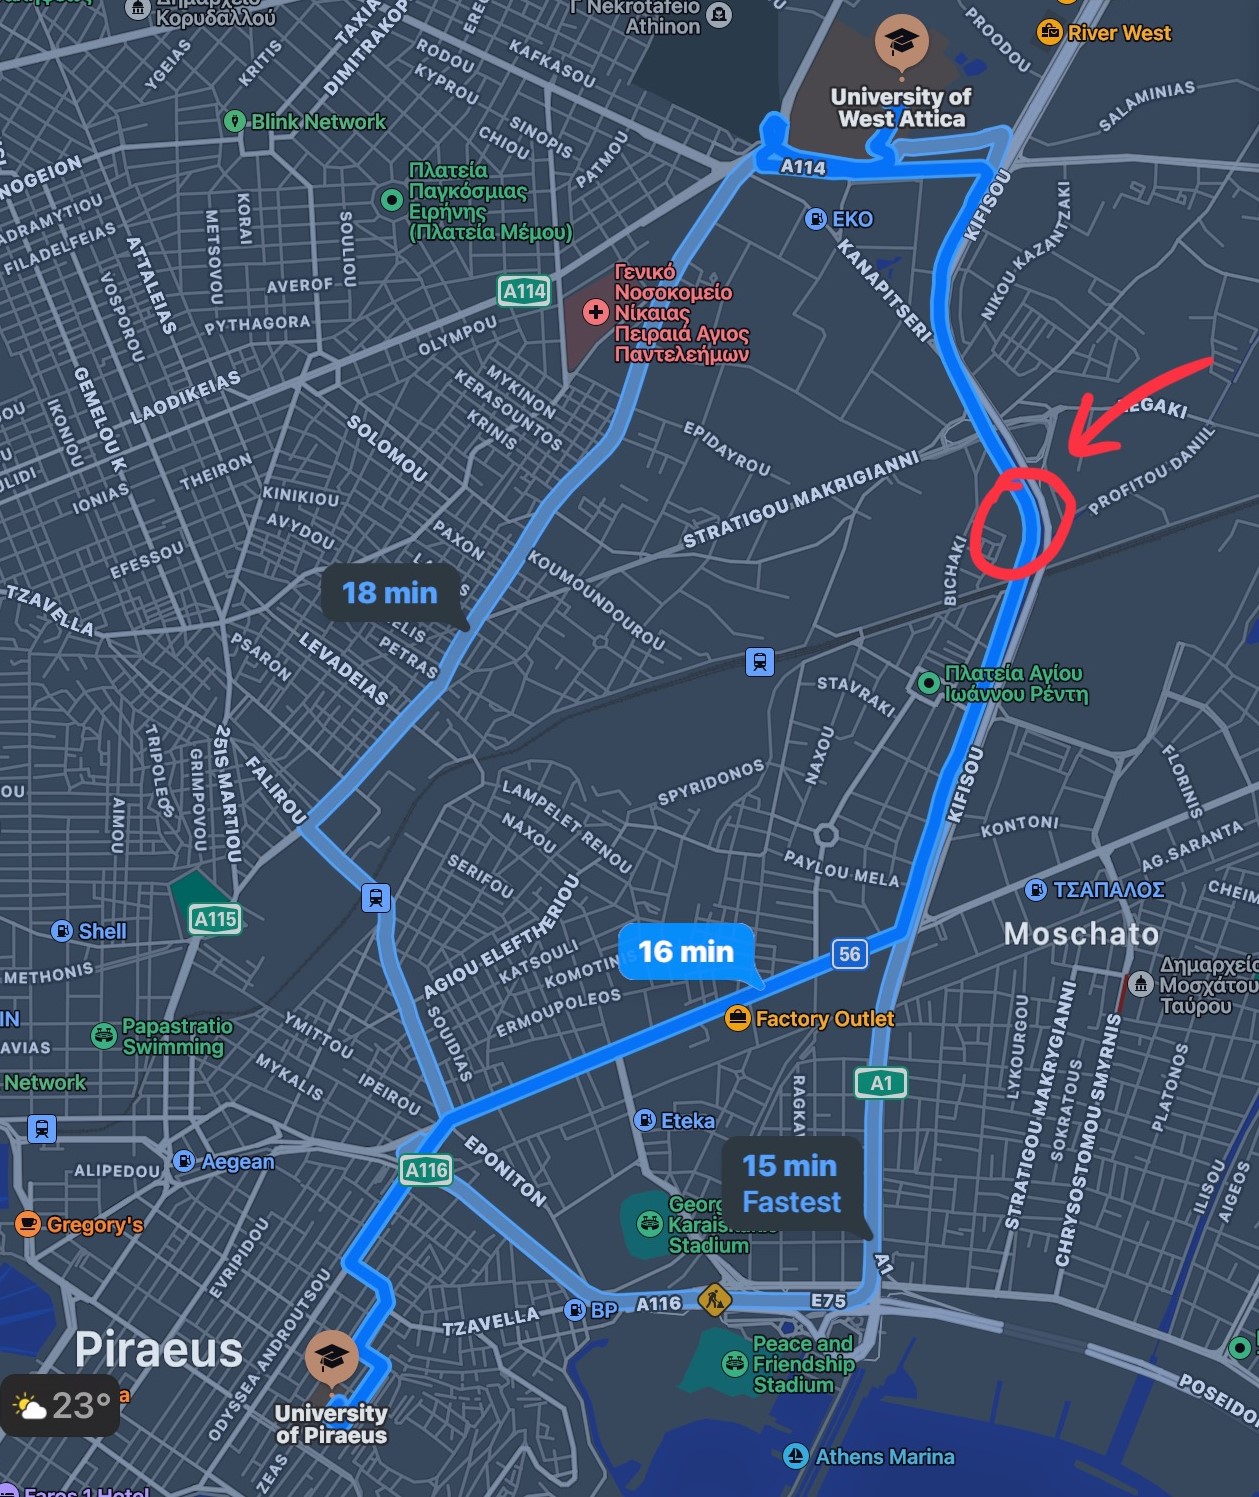 Κορυδαλλού
Nekrotafeio
Athinon
River West
University of
West Attica
Blink Network
TAXIA
DIMITRAKOP
YGEIAS
KRITIS
RODOU
KYPROU
KAFKASOU
SINOPIS
CHIOU
PATMOU
PROODOU
SALAMINIAS
A114
Πλατεία
Παγκόσμιας
Ειρήνης
(Πλατεία Μέμου)
EKO
KIFISOU
NIKOU KAZANTZAKI
KANAPITSERI
NOGEION
ADRAMYTIOU
FILADELFEIAS
ATTALEIAS
VOSPOROU
METSOVOU
KORAI
SOULIOU
AVEROF
PYTHAGORA
A114
OLYMPOU
Γενικό
Νοσοκομείο
Νίκαιας
Πειραιά Αγιος
Παντελεήμων
LAODIKEIAS
GEMELOU K
IKONIOU
MYKINON
KERASOUNTOS
KRINIS
SOLOMOU
EPIDAYROU
STRATIGOU MAKRIGIANNI
LEGAKI
PROFITOU DANIIL
THEIRON
IONIAS
KINIKIOU
AVYDOU
EFESSOU
PAXON
KOUMOUNDOUROU
BICHAKI
TZAVELLA
18 min
PSARON
LEVADEIAS
PETRAS
STAVRAKI
Πλατεία Αγίου
Ιωάννου Ρέντη
25IS MARTIOU
FALIROU
TRIPOLEOS
GRIMPOVOU
AIMOU
NAXOU
SPYRIDONOS
KIFISOU
FLORINIS
LAMPELET RENOU
NAXOU
SERIFOU
KONTONI
AG.SARANTA
PAYLOU MELA
ΤΣΑΠΑΛΟΣ
CHEIM
A115
Shell
METHONIS
AGIOU ELEFTHERIOU
KATSOULI
KOMOTINIS
ERMOUPOLEOS
16 min
56
Moschato
Factory Outlet
Δημαρχείο
Μοσχάτου
Ταύρου
Papastratio
Swimming
AVIAS
Network
YMITTOU
MYKALIS
IPEIROU
SOUIDIAS
A1
Eteka
LYKOURGOU
STRATIGOU MAKRYGIANNI
SOKRATOUS
CHRYSOSTOMOU SMYRNIS
PLATONOS
ILISOU
AIGEOS
ALIPEDOU
Aegean
A116
EPONITON
15 min
Fastest
Gregory's
Stadium
EVRIPIDOU
ODYSSEA ANDROUTSOU
TZAVELLA
BP
A116
E75
A1
Piraeus
Peace and
Friendship
Stadium
23°
University
of Piraeus
ZEAS
POSEIDO
Athens Marina